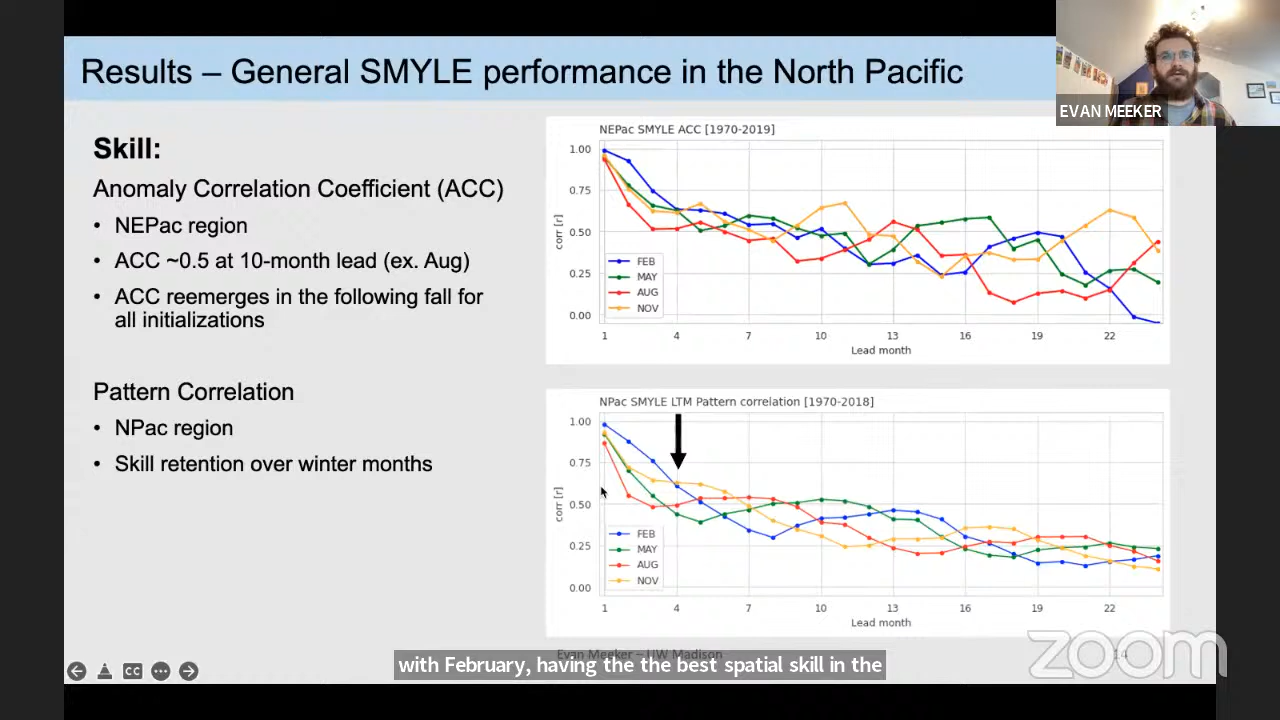 Results – General SMYLE performance in the North Pacific
EVAN MEEKER
Skill:
Anomaly Correlation Coefficient (ACC)
• NEPac region
• ACC ~0.5 at 10-month lead (ex. Aug)
• ACC reemerges in the following fall for
all initializations
Pattern Correlation
• NPac region
• Skill retention over winter months
NEPac SMYLE ACC [1970-2019]
1.00
0.75
0.50
0.25
0.00
corr [r]
FEB
MAY
AUG
NOV
1 4 7 10 13 16 19 22
Lead month
NPac SMYLE LTM Pattern correlation [1970-2018]
1.00
0.75
0.50
0.25
0.00
corr [r]
FEB
MAY
AUG
NOV
1 4 7 10 13 16 19 22
Lead month
Evan Meeker – UW Madison
14
with February, having the the best spatial skill in the
CC
zoom